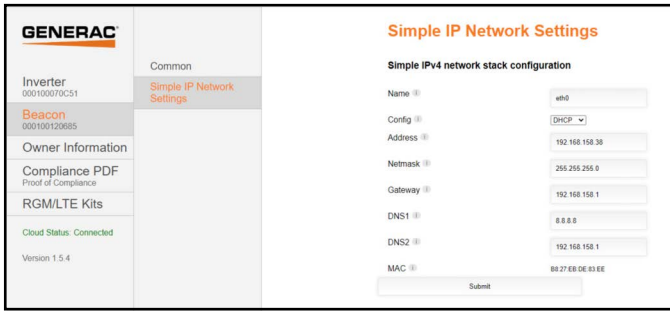 GENERAC
Inverter
000100070C51
Beacon
000100120685
Owner Information
Compliance PDF
Proof of Compliance
RGM/LTE Kits
Cloud Status: Connected
Version 1.5.4
Common
Simple IP Network
Settings
Simple IP Network Settings
Simple IPv4 network stack configuration
Name
eth0
Config
DHCP
Address
192.168.158.38
Netmask
255.255.255.0
Gateway
192.168.158.1
DNS1
8.8.8.8
DNS2
192.168.158.1
MAC
B8:27:EB:DE:83:EE
Submit